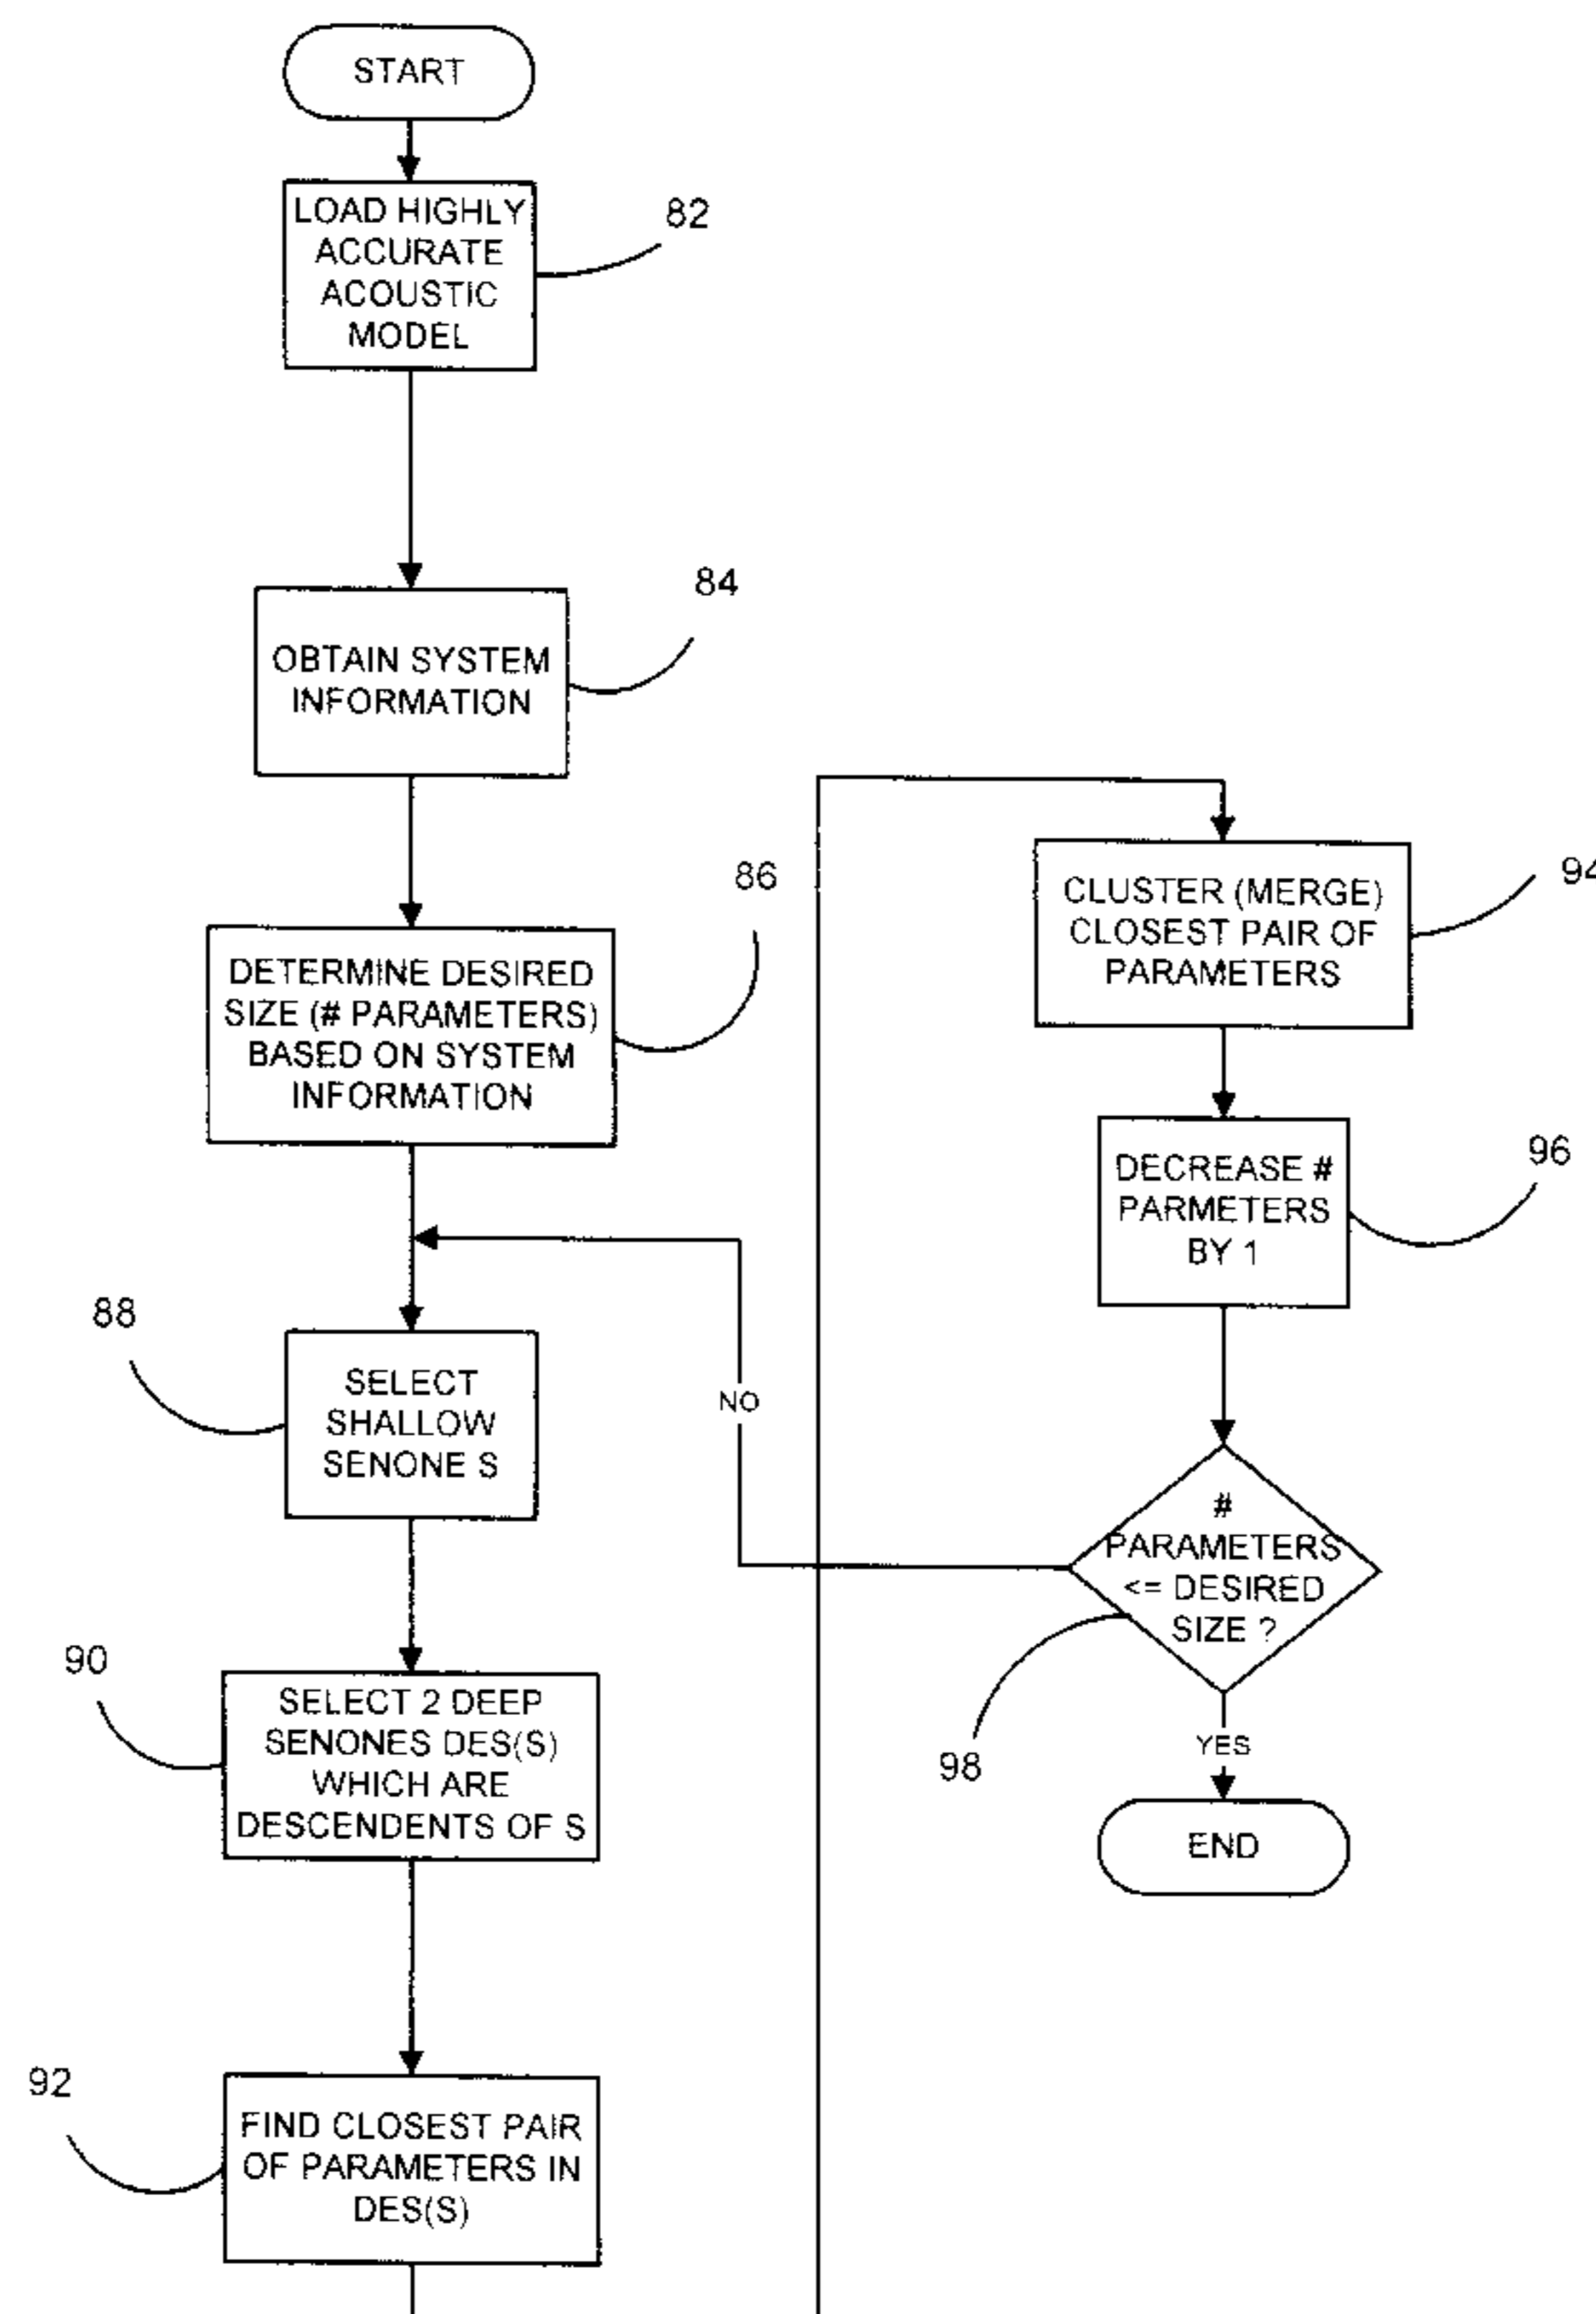 START
LOAD HIGHLY
ACCURATE
ACOUSTIC
MODEL
82
OBTAIN SYSTEM
INFORMATION
84
DETERMINE DESIRED
SIZE (# PARAMETERS)
BASED ON SYSTEM
INFORMATION
86
SELECT
SHALLOW
SENONE S
88
SELECT 2 DEEP
SENONES DES(S)
WHICH ARE
DESCENDENTS OF S
90
FIND CLOSEST PAIR
OF PARAMETERS IN
DES(S)
92
CLUSTER (MERGE)
CLOSEST PAIR OF
PARAMETERS
94
DECREASE #
PARMETERS
BY 1
96
#
PARAMETERS
<= DESIRED
SIZE ?
98
NO
YES
END